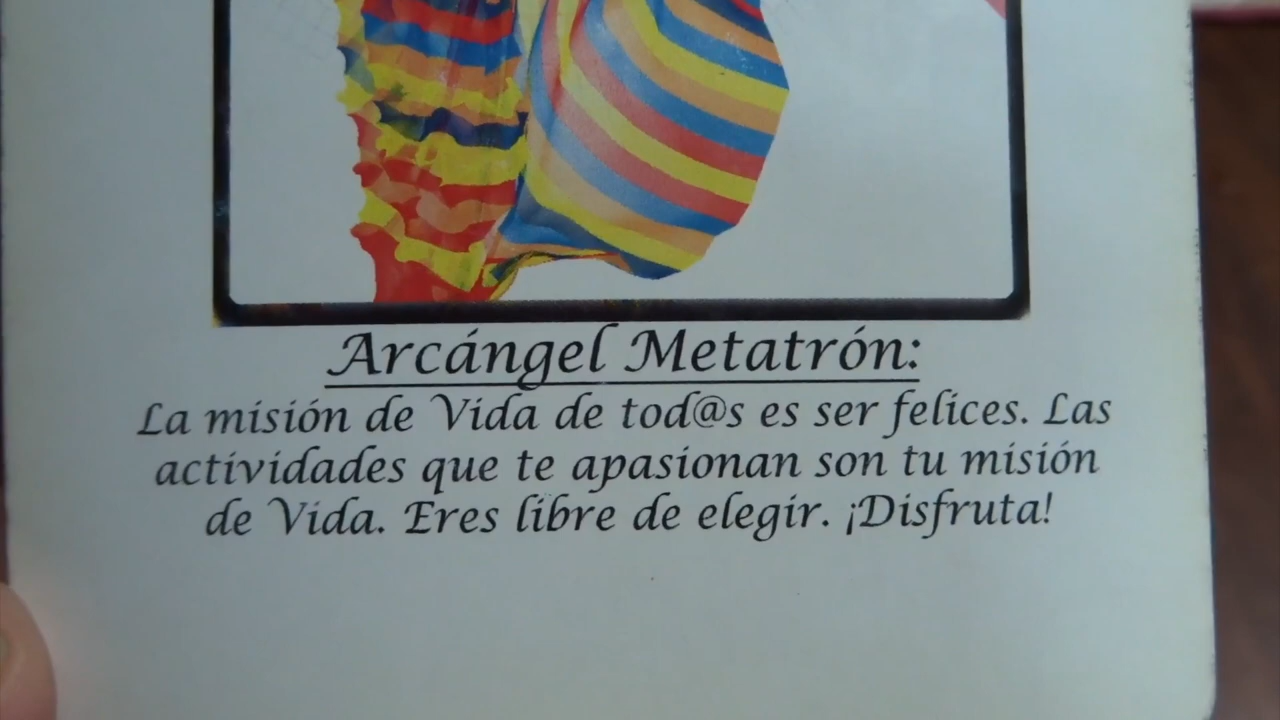 Arcángel Metatrón:
La misión de Vida de tod@s es ser felices. Las
actividades que te apasionan son tu misión
de Vida. Eres libre de elegir. ¡Disfruta!